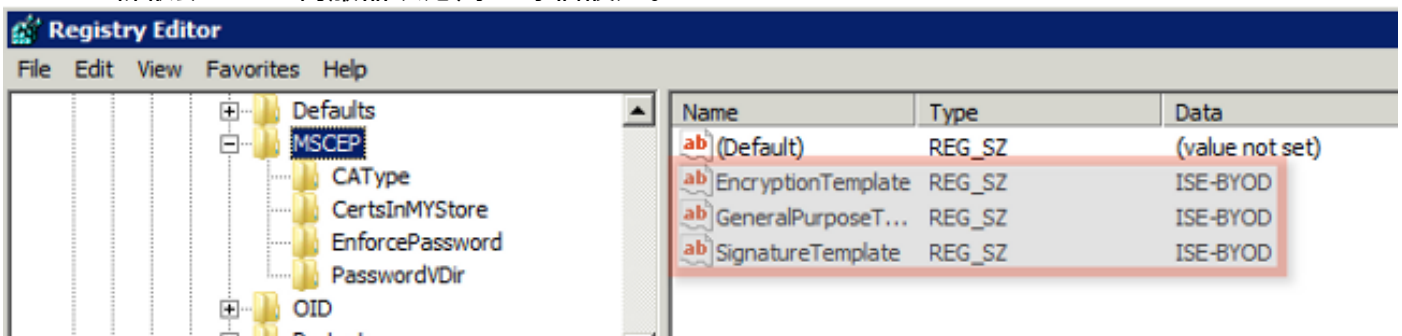 Registry Editor
File Edit View Favorites Help
Defaults
MSCEP
CAType
CertsInMYStore
EnforcePassword
PasswordVDir
OID
Name Type Data
(Default) REG_SZ (value not set)
EncryptionTemplate REG_SZ ISE-BYOD
GeneralPurposeT... REG_SZ ISE-BYOD
SignatureTemplate REG_SZ ISE-BYOD